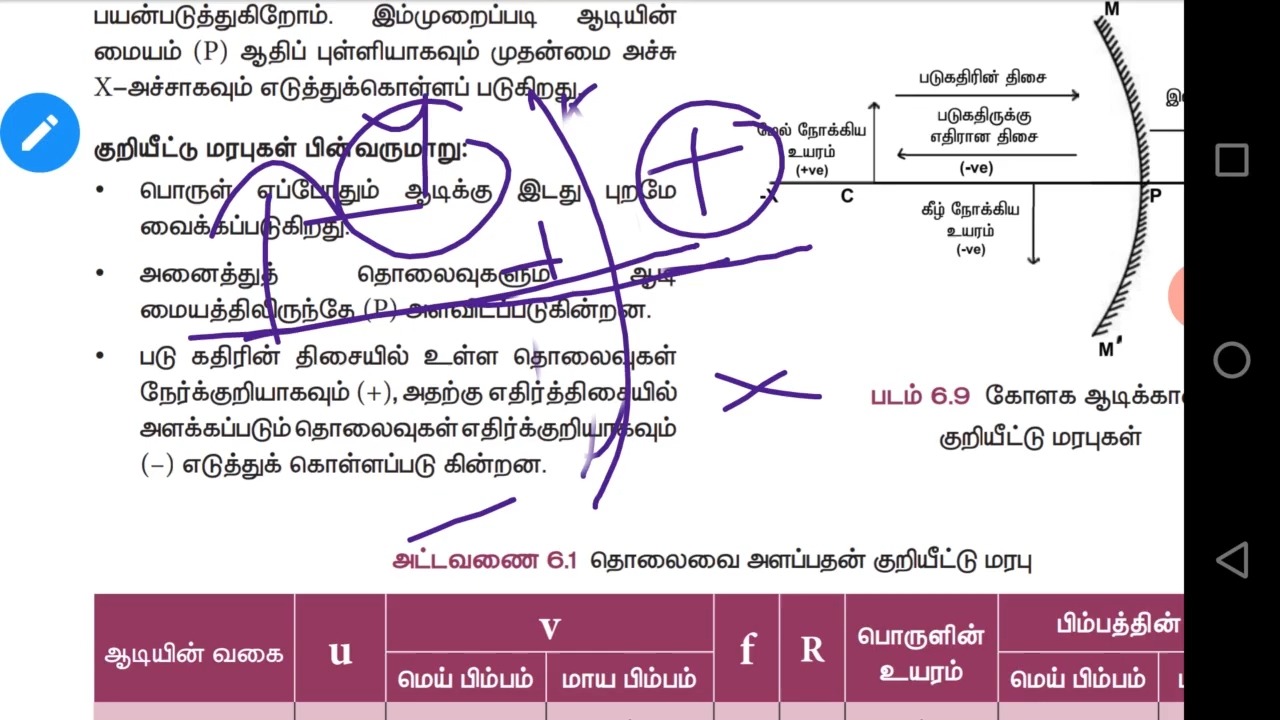 பயன்படுத்துகிறோம். இம்முறைப்படி ஆடியின்
மையம் (P) ஆதிப் புள்ளியாகவும் முதன்மை அச்சு
X–அச்சாகவும் எடுத்துக்கொள்ளப் படுகிறது.
குறியீட்டு மரபுகள் பின்வருமாறு:
• பொருள் எப்போதும் ஆடிக்கு இடது புறமே
வைக்கப்படுகிறது.
• அனைத்துத் தொலைவுகளும் ஆடி
மையத்திலிருந்தே (P) அளவிடப்படுகின்றன.
• படு கதிரின் திசையில் உள்ள தொலைவுகள்
நேர்க்குறியாகவும் (+), அதற்கு எதிர்த்திசையில்
அளக்கப்படும் தொலைவுகள் எதிர்க்குறியாகவும்
(–) எடுத்துக் கொள்ளப்படு கின்றன.
M
படுகதிரின் திசை
படுகதிருக்கு
எதிரான திசை
(-ve)
மேல் நோக்கிய
உயரம்
(+ve)
-X
C
P
கீழ் நோக்கிய
உயரம்
(-ve)
M'
படம் 6.9 கோளக
குறியீட்டு மரபுகள்
அட்டவணை 6.1 தொலைவை அளப்பதன் குறியீட்டு மரபு
ஆடியின் வகை
u
v
மெய் பிம்பம்
மாய பிம்பம்
f
R
பொருளின்
உயரம்
பிம்பத்தின்
மெய் பிம்பம்